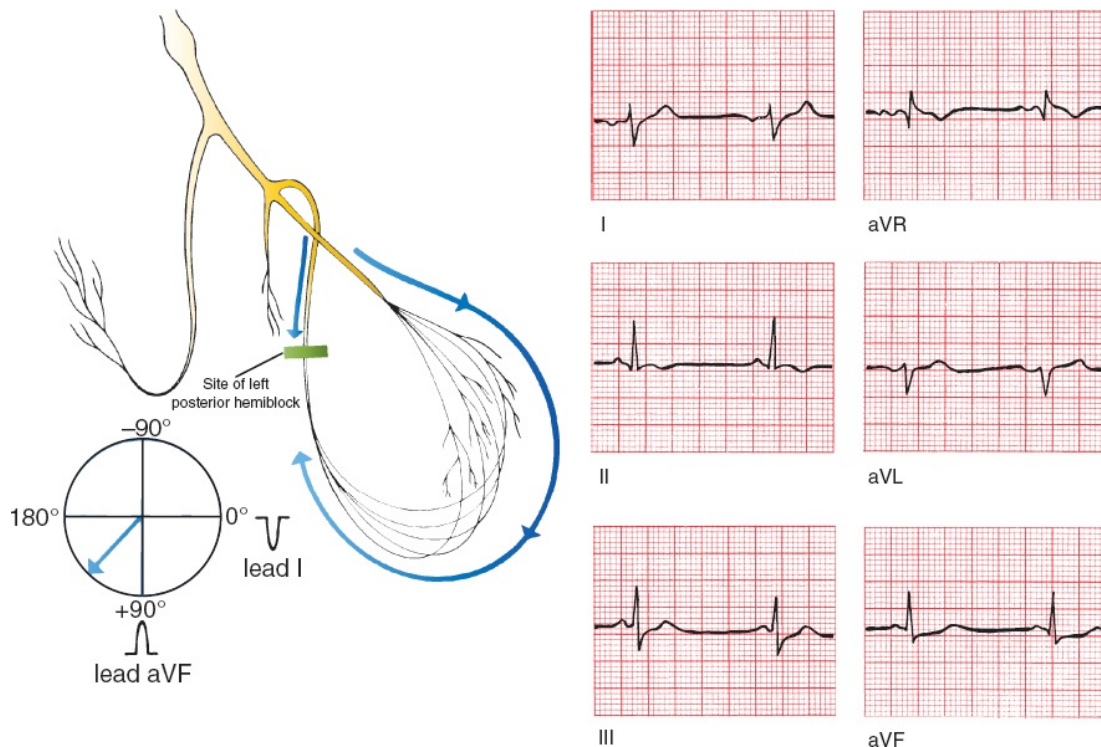 Site of left
posterior hemiblock
–90°
180°
0°
+90°
lead I
lead aVF
I
aVR
II
aVL
III
aVF